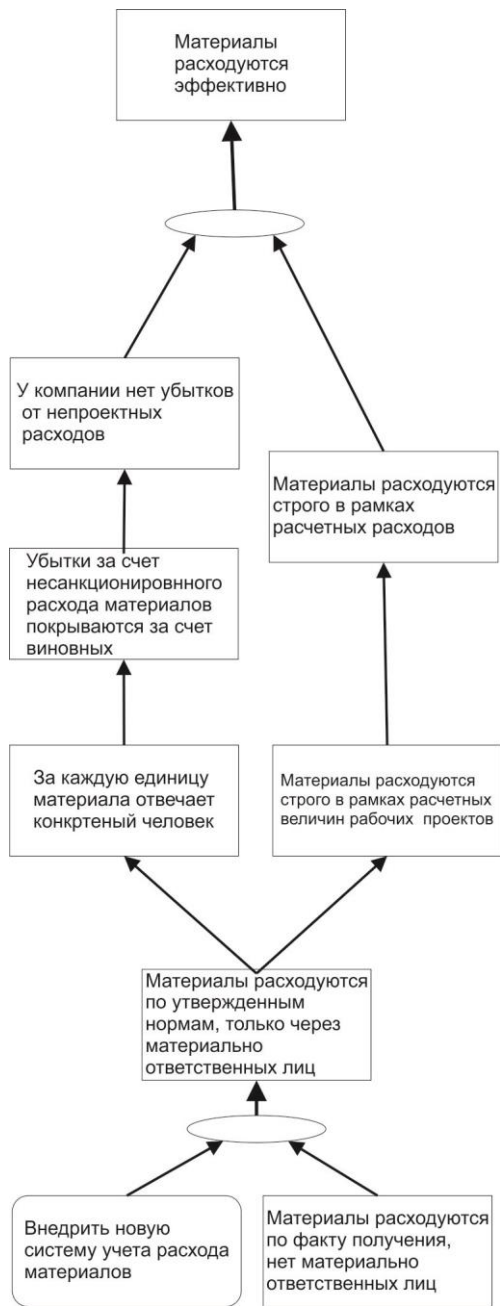 Материалы
расходуются
эффективно
У компании нет убытков
от непроектных
расходов
Материалы расходуются
строго в рамках
расчетных расходов
Убытки за счет
несанкционировнного
расхода материалов
покрываются за счет
виновных
За каждую единицу
материала отвечает
конкртеный человек
Материалы расходуются
строго в рамках расчетных
величин рабочих проектов
Материалы расходуются
по утвержденным
нормам, только через
материально
ответственных лиц
Внедрить новую
систему учета расхода
материалов
Материалы расходуются
по факту получения,
нет материально
ответственных лиц